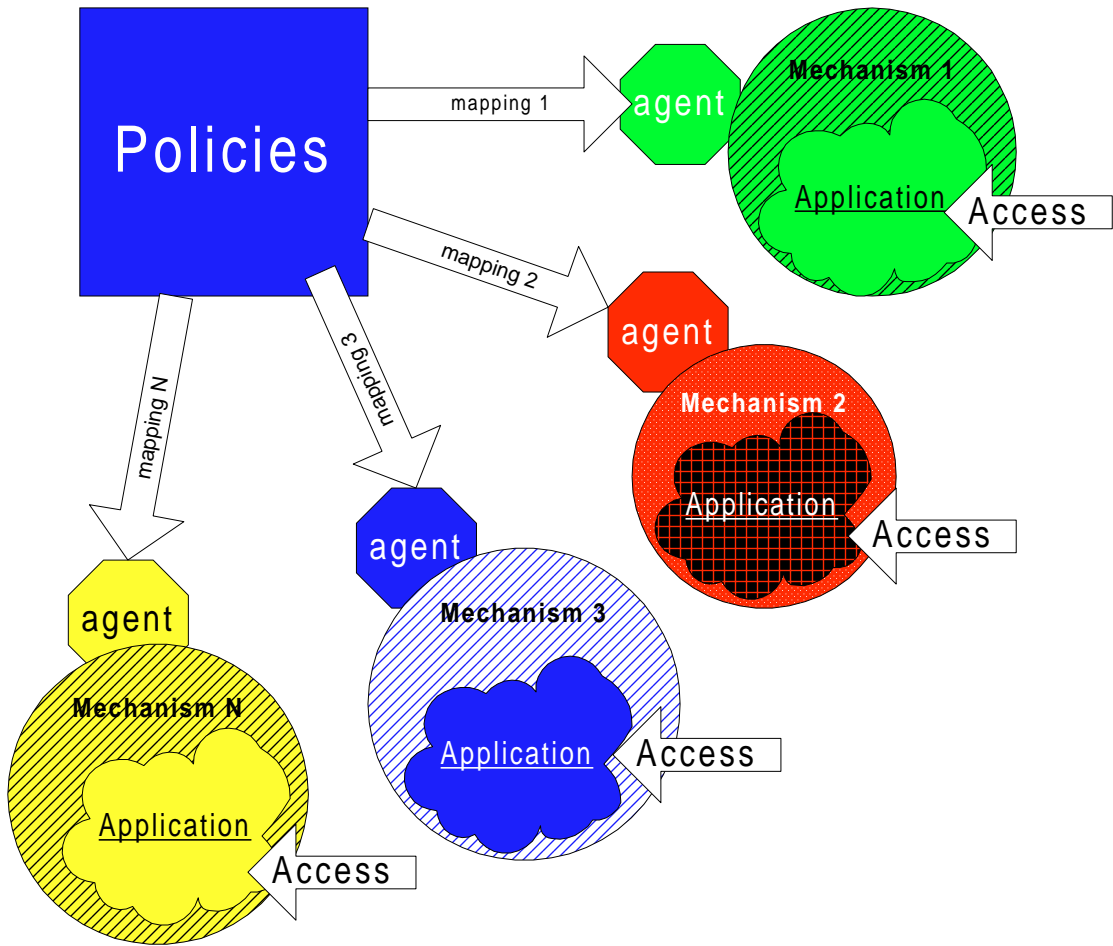 Policies
mapping 1
agent
Mechanism 1
Application
Access
mapping 2
agent
Mechanism 2
Application
Access
mapping 3
agent
Mechanism 3
Application
Access
mapping N
agent
Mechanism N
Application
Access